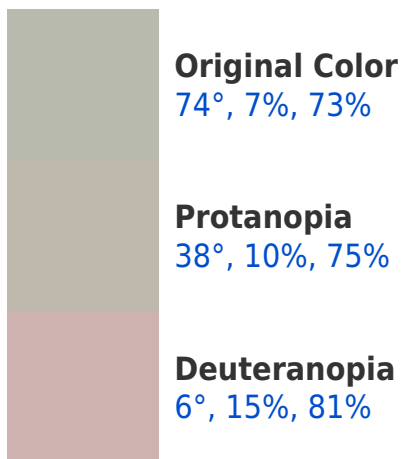 Original Color
74°, 7%, 73%
Protanopia
38°, 10%, 75%
Deuteranopia
6°, 15%, 81%